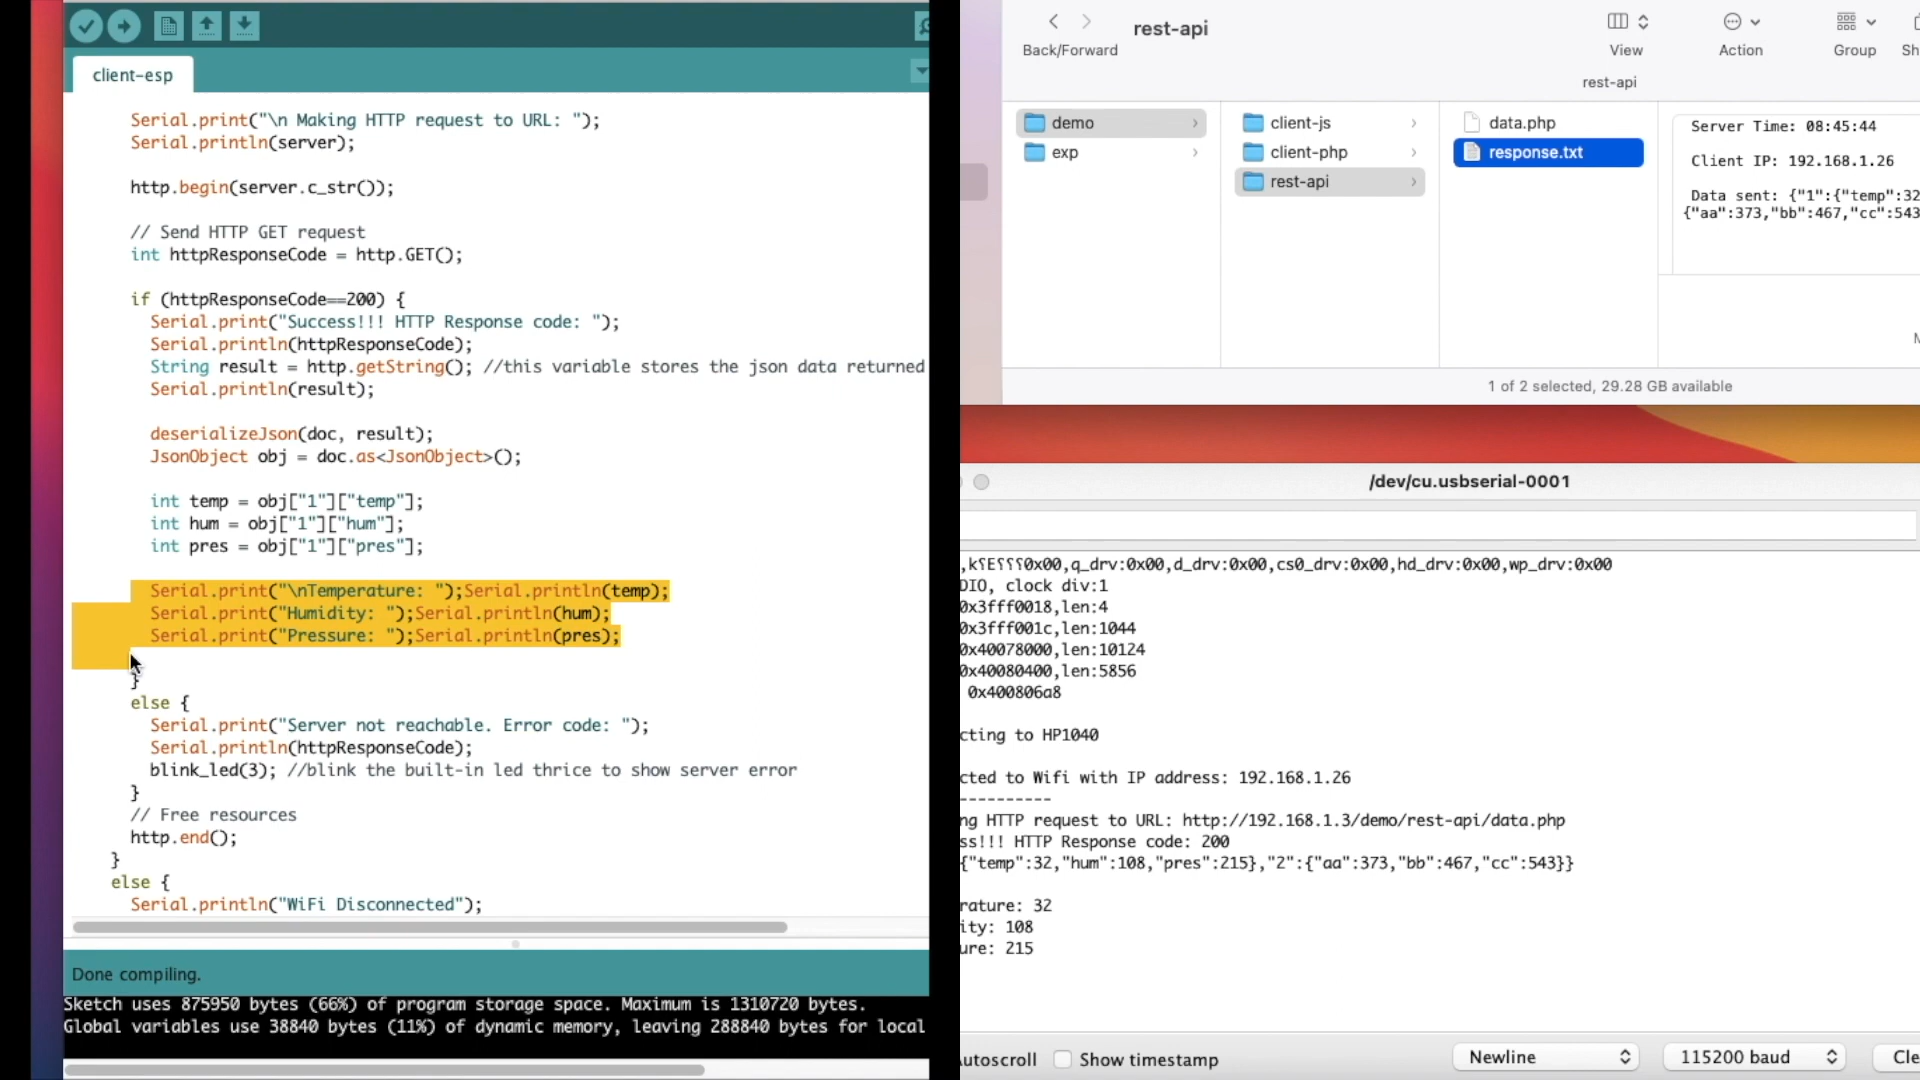 client-esp
Serial.print("\n Making HTTP request to URL: ");
Serial.println(server);
http.begin(server.c_str());
// Send HTTP GET request
int httpResponseCode = http.GET();
if (httpResponseCode==200) {
Serial.print("Success!!! HTTP Response code: ");
Serial.println(httpResponseCode);
String result = http.getString(); //this variable stores the json data returned
Serial.println(result);
deserializeJson(doc, result);
JsonObject obj = doc.as<JsonObject>();
int temp = obj["1"]["temp"];
int hum = obj["1"]["hum"];
int pres = obj["1"]["pres"];
Serial.print("\nTemperature: ");Serial.println(temp);
Serial.print("Humidity: ");Serial.println(hum);
Serial.print("Pressure: ");Serial.println(pres);
}
else {
Serial.print("Server not reachable. Error code: ");
Serial.println(httpResponseCode);
blink_led(3); //blink the built-in led thrice to show server error
}
// Free resources
http.end();
}
else {
Serial.println("WiFi Disconnected");
Done compiling.
Sketch uses 875950 bytes (66%) of program storage space. Maximum is 1310720 bytes.
Global variables use 38840 bytes (11%) of dynamic memory, leaving 288840 bytes for local
rest-api
Back/Forward
View
Action
Group
Sh
rest-api
demo
exp
client-js
client-php
rest-api
data.php
response.txt
Server Time: 08:45:44
Client IP: 192.168.1.26
Data sent: {"1":{"temp":32
{"aa":373,"bb":467,"cc":543
1 of 2 selected, 29.28 GB available
/dev/cu.usbserial-0001
0x00,q_drv:0x00,d_drv:0x00,cs0_drv:0x00,hd_drv:0x00,wp_drv:0x00
DIO, clock div:1
0x3fff0018,len:4
0x3fff001c,len:1044
0x40078000,len:10124
0x40080400,len:5856
0x400806a8
cting to HP1040
cted to Wifi with IP address: 192.168.1.26
----------
ng HTTP request to URL: http://192.168.1.3/demo/rest-api/data.php
ss!!! HTTP Response code: 200
{"temp":32,"hum":108,"pres":215},"2":{"aa":373,"bb":467,"cc":543}}
rature: 32
ity: 108
ure: 215
utoscroll
Show timestamp
Newline
115200 baud
Cle